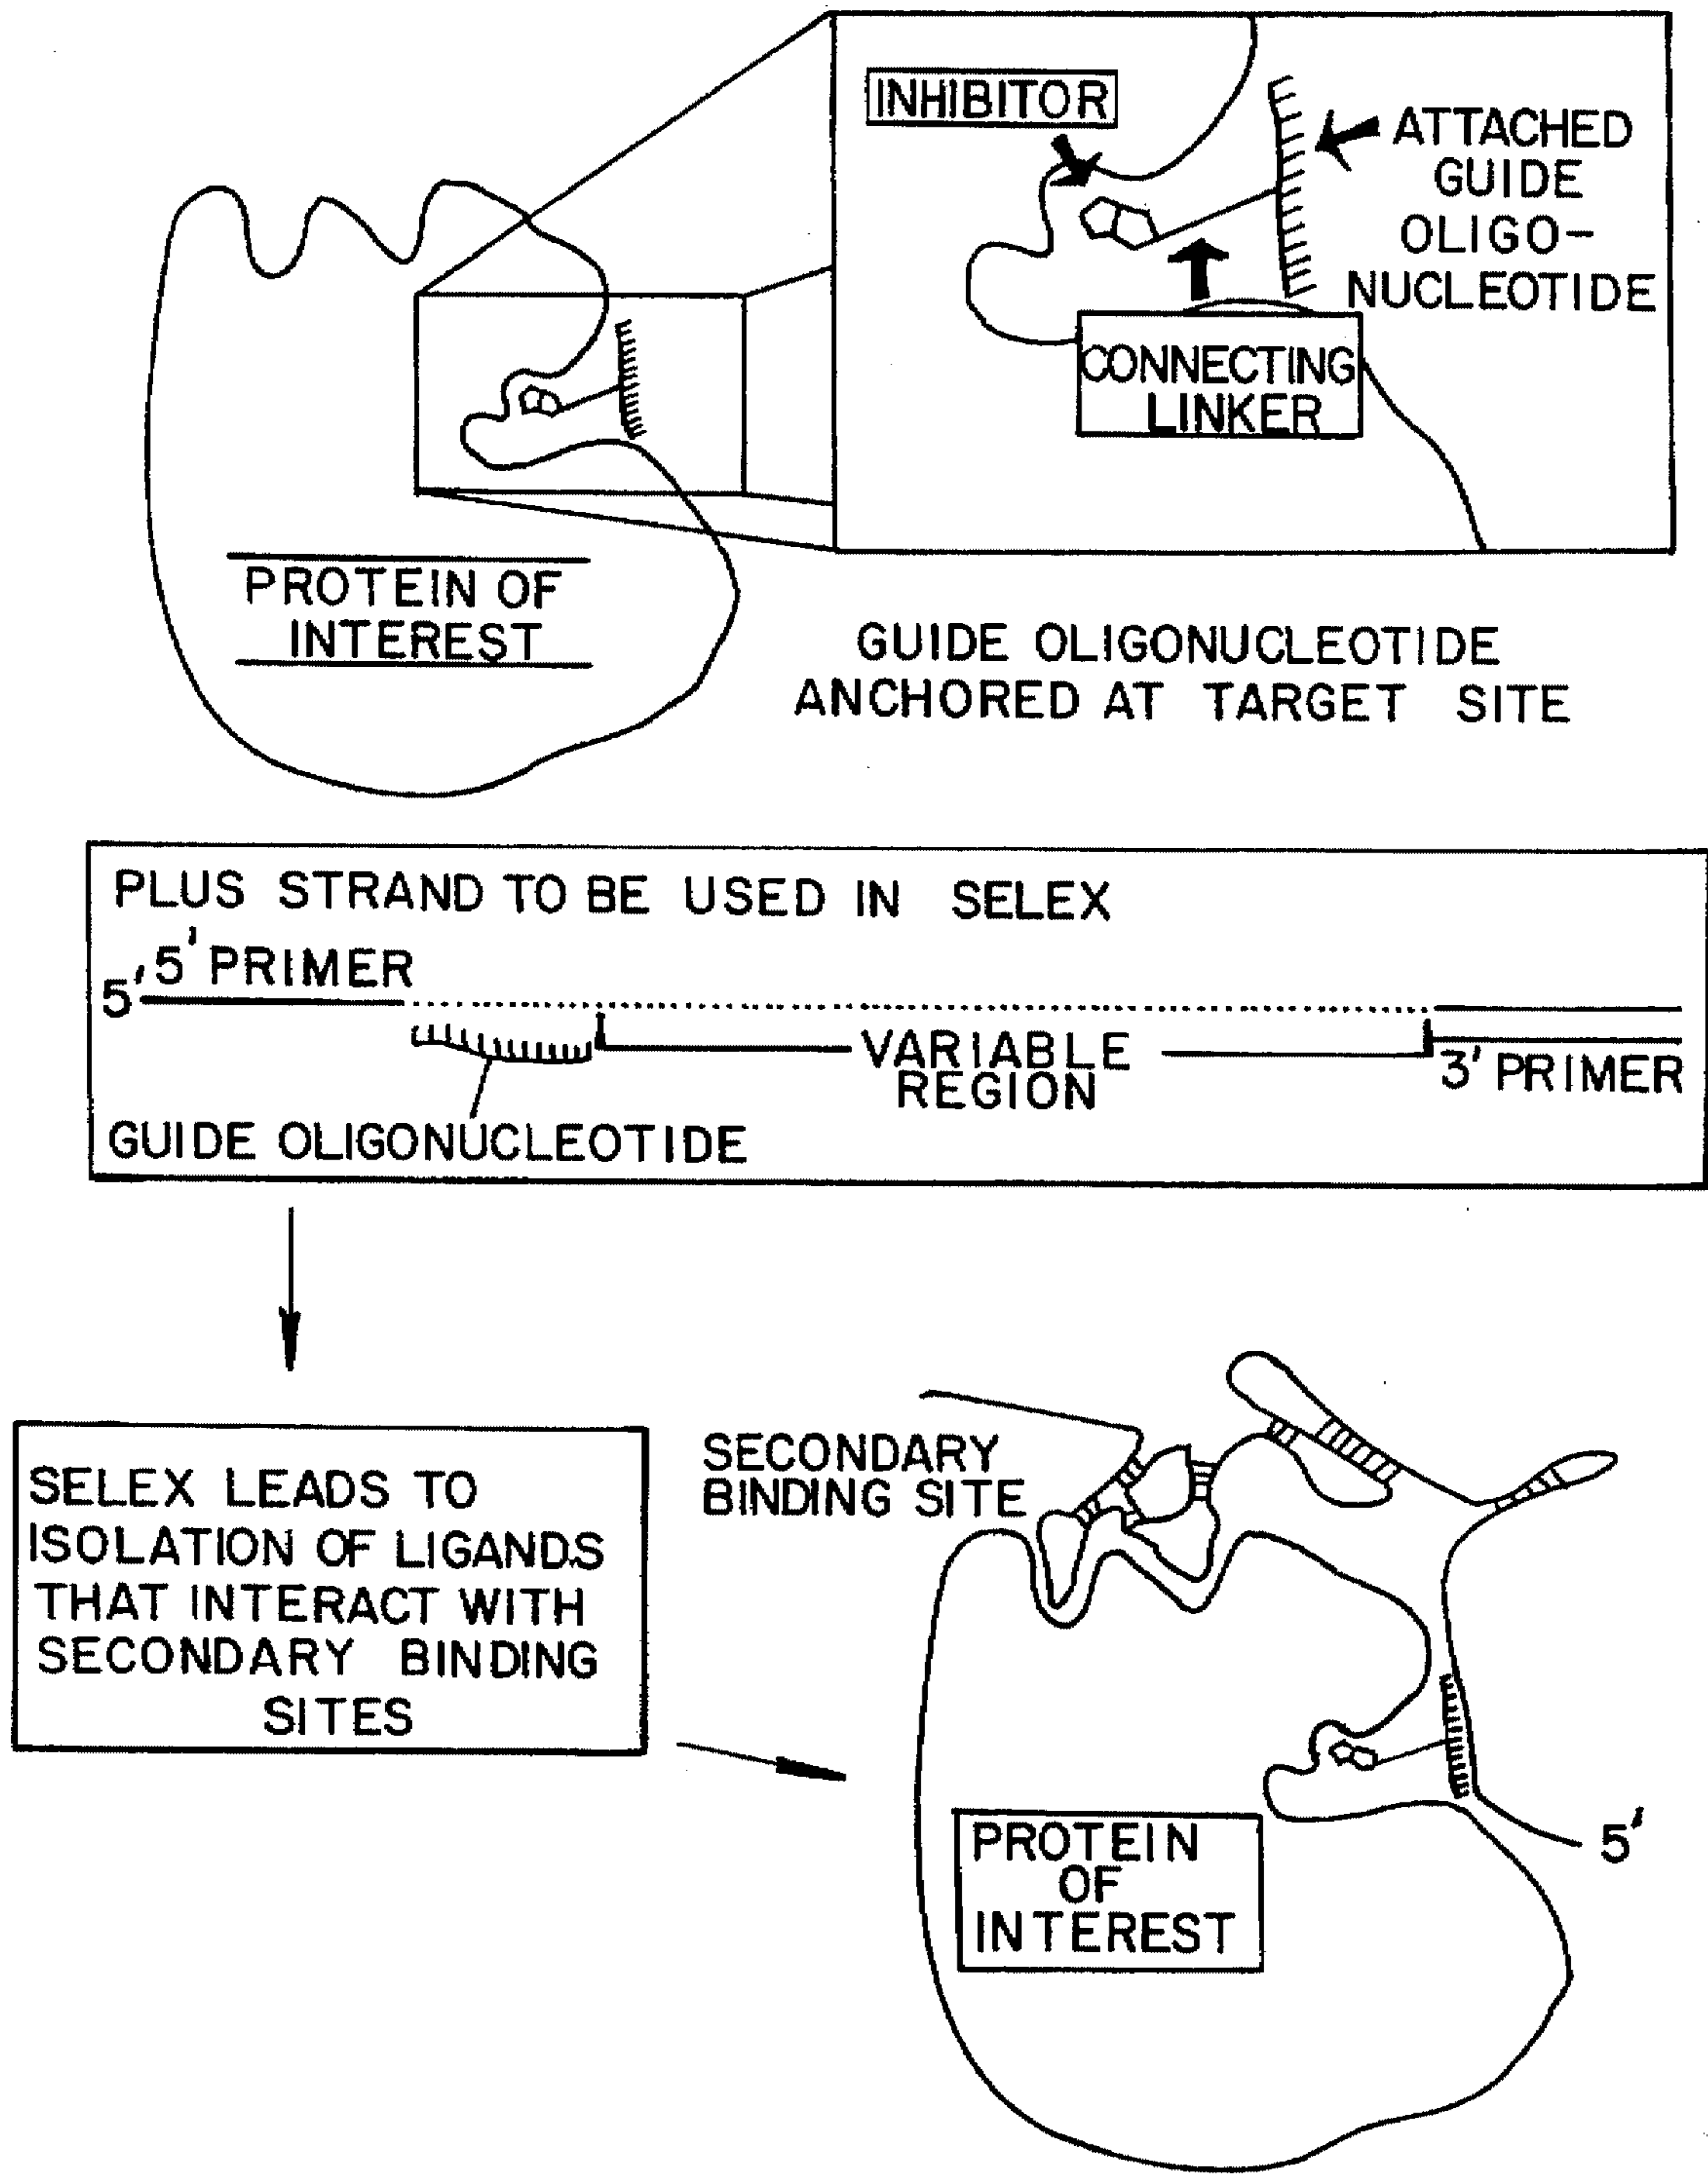 INHIBITOR
ATTACHED
GUIDE
OLIGO-
NUCLEOTIDE
CONNECTING
LINKER
PROTEIN OF
INTEREST
GUIDE OLIGONUCLEOTIDE
ANCHORED AT TARGET SITE
PLUS STRAND TO BE USED IN SELEX
5' PRIMER
5'
VARIABLE
REGION
3' PRIMER
GUIDE OLIGONUCLEOTIDE
SELEX LEADS TO
ISOLATION OF LIGANDS
THAT INTERACT WITH
SECONDARY BINDING
SITES
SECONDARY
BINDING SITE
PROTEIN
OF
INTEREST
5'